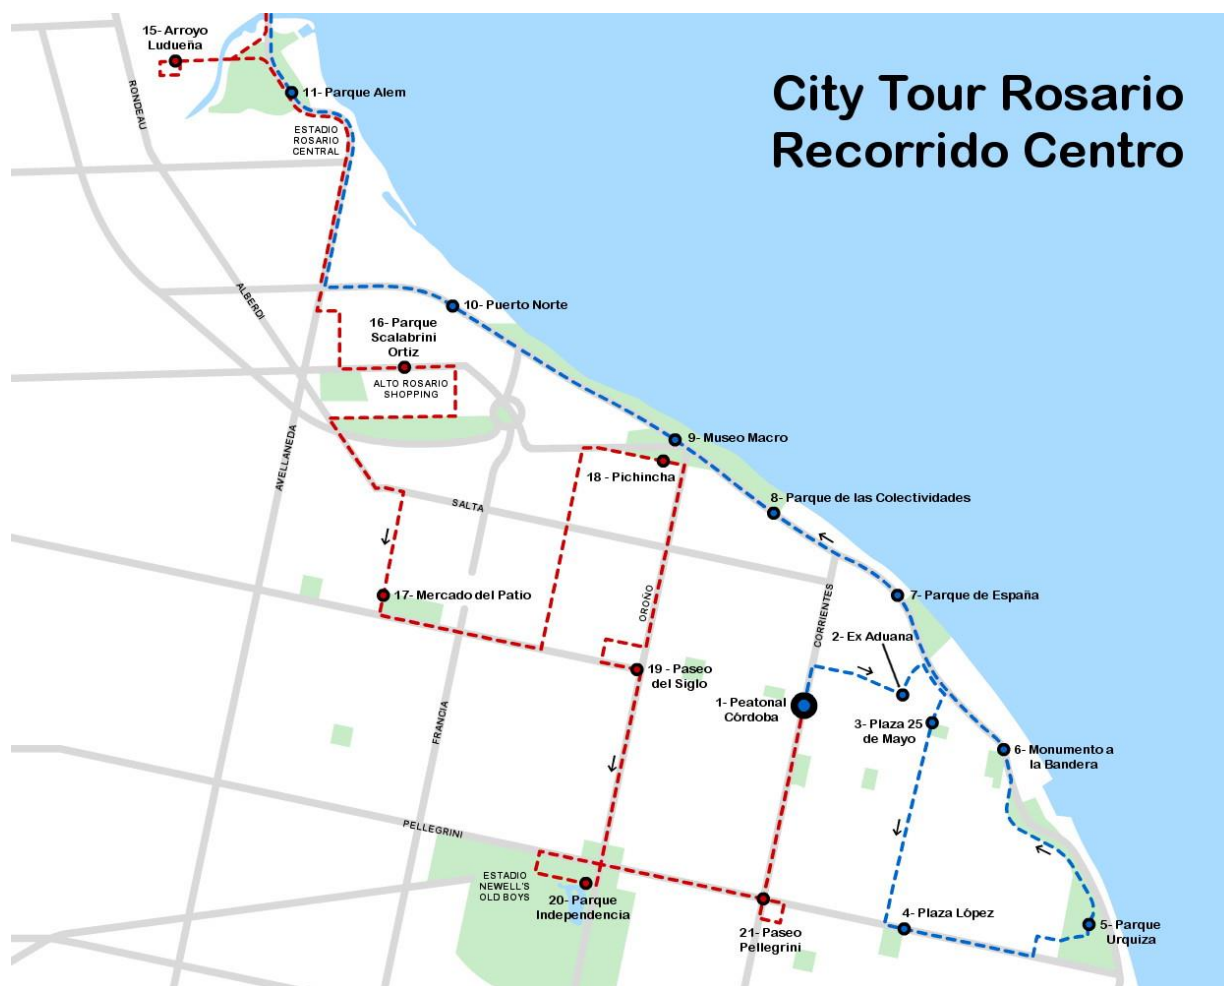 City Tour Rosario
Recorrido Centro
15- Arroyo
Ludueña
RONDEAU
11- Parque Alem
ESTADIO
ROSARIO
CENTRAL
ALBERDI
10- Puerto Norte
16- Parque
Scalabrini
Ortiz
ALTO ROSARIO
SHOPPING
AVELLANEDA
9- Museo Macro
18 - Pichincha
SALTA
8- Parque de las Colectividades
17- Mercado del Patio
OROÑO
CORRIENTES
7- Parque de España
2- Ex Aduana
19 - Paseo
del Siglo
1- Peatonal
Córdoba
3- Plaza 25
de Mayo
FRANCIA
6- Monumento a
la Bandera
PELLEGRINI
ESTADIO
NEWELL'S
OLD BOYS
20- Parque
Independencia
21- Paseo
Pellegrini
4- Plaza López
5- Parque
Urquiza